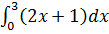 ∫₀³(2x + 1)dx